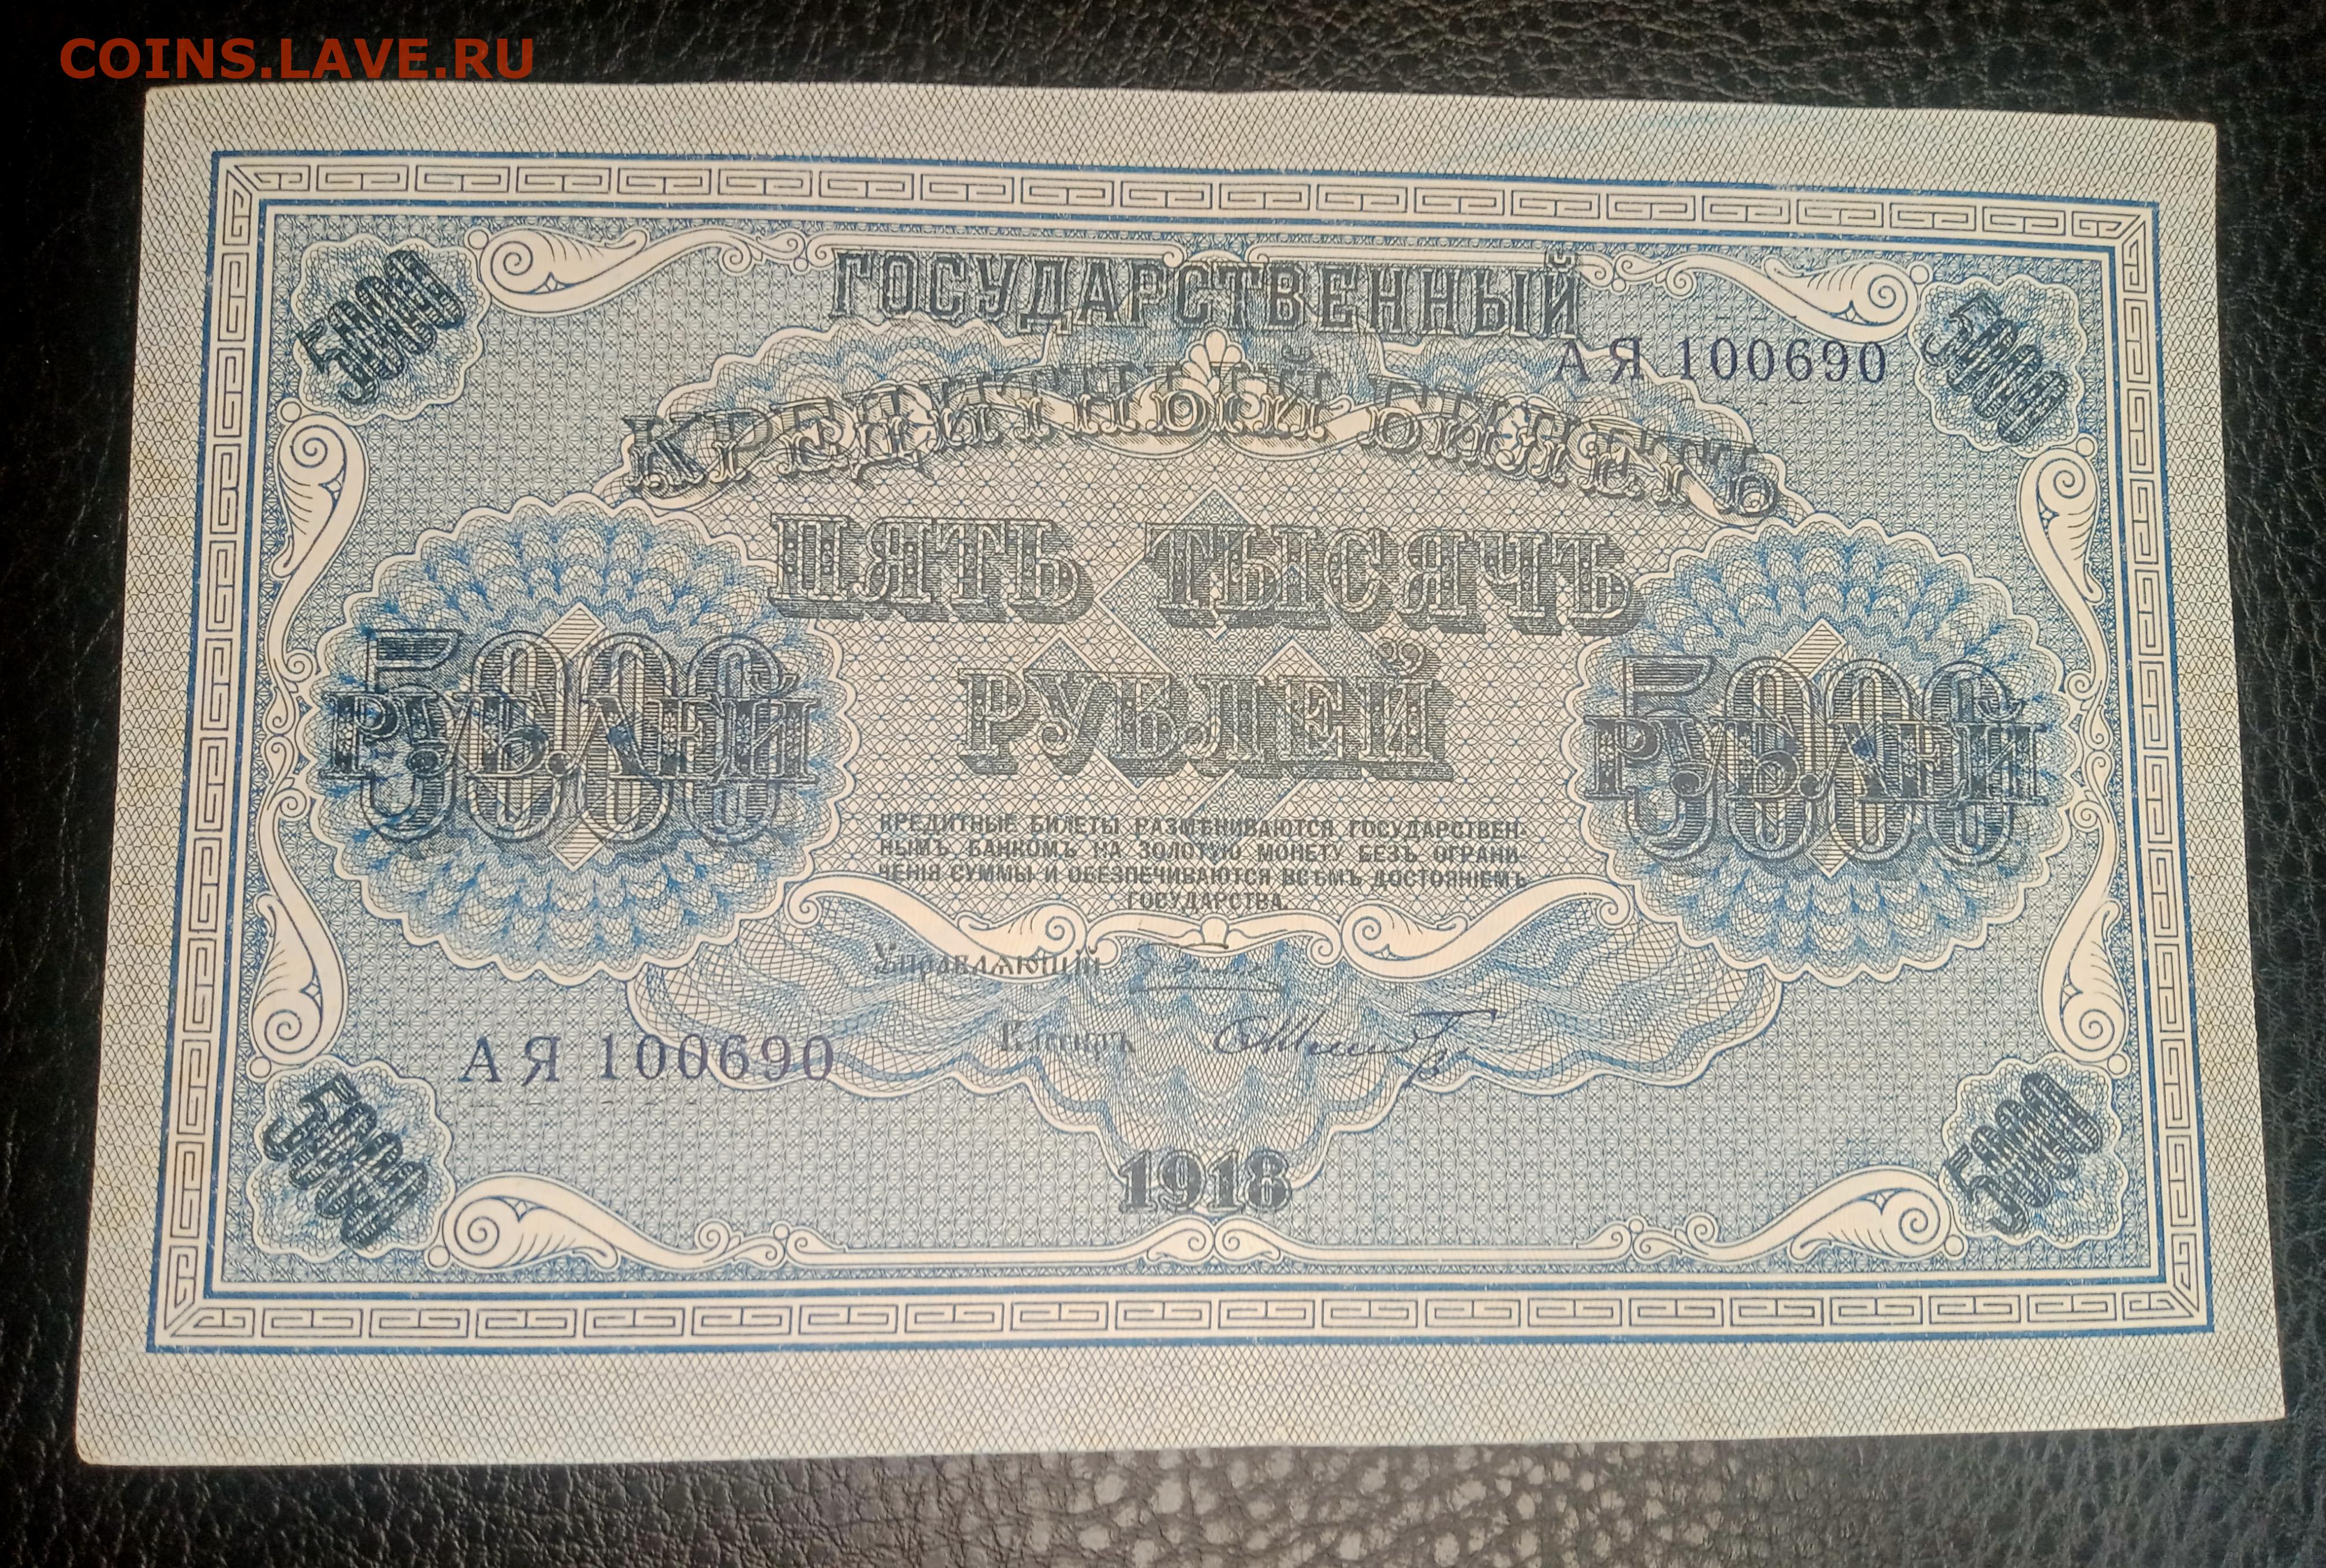 COINS.LAVE.RU
5000
ГОСУДАРСТВЕННЫЙ
5000
АЯ 100690
КРЕДИТНЫЙ БИЛЕТЪ
ПЯТЬ ТЫСЯЧЪ
РУБЛЕЙ
5000
РУБЛЕЙ
5000
РУБЛЕЙ
КРЕДИТНЫЕ БИЛЕТЫ РАЗМѢНИВАЮТСЯ ГОСУДАРСТВЕН-
НЫМЪ БАНКОМЪ НА ЗОЛОТУЮ МОНЕТУ БЕЗЪ ОГРАНИ-
ЧЕНІЯ СУММЫ И ОБЕЗПЕЧИВАЮТСЯ ВСѢМЪ ДОСТОЯНІЕМЪ
ГОСУДАРСТВА.
Управляющій
Кассиръ
АЯ 100690
5000
1918
5000